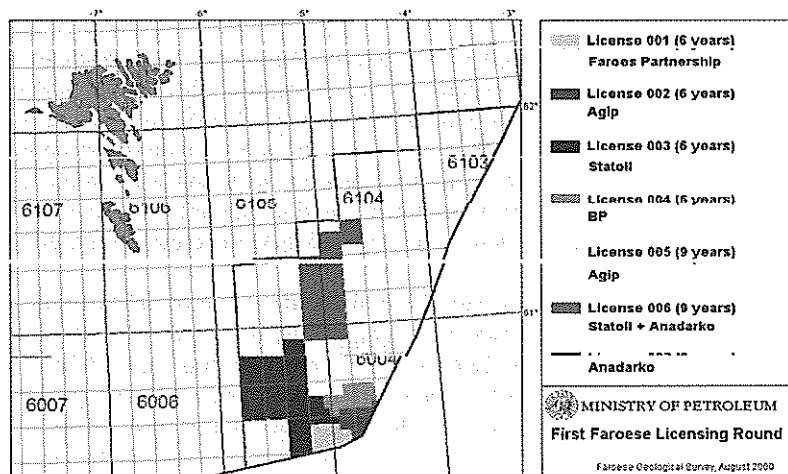 -7° -6° -5° -4° -3°
62°
61°
6103
6107 6106 6105 6104
6004
6007 6006
License 001 (6 years)
Faroes Partnership
License 002 (6 years)
Agip
License 003 (6 years)
Statoil
License 004 (6 years)
BP
License 005 (9 years)
Agip
License 006 (9 years)
Statoil + Anadarko
Anadarko
MINISTRY OF PETROLEUM
First Faroese Licensing Round
Faroese Geological Survey, August 2000